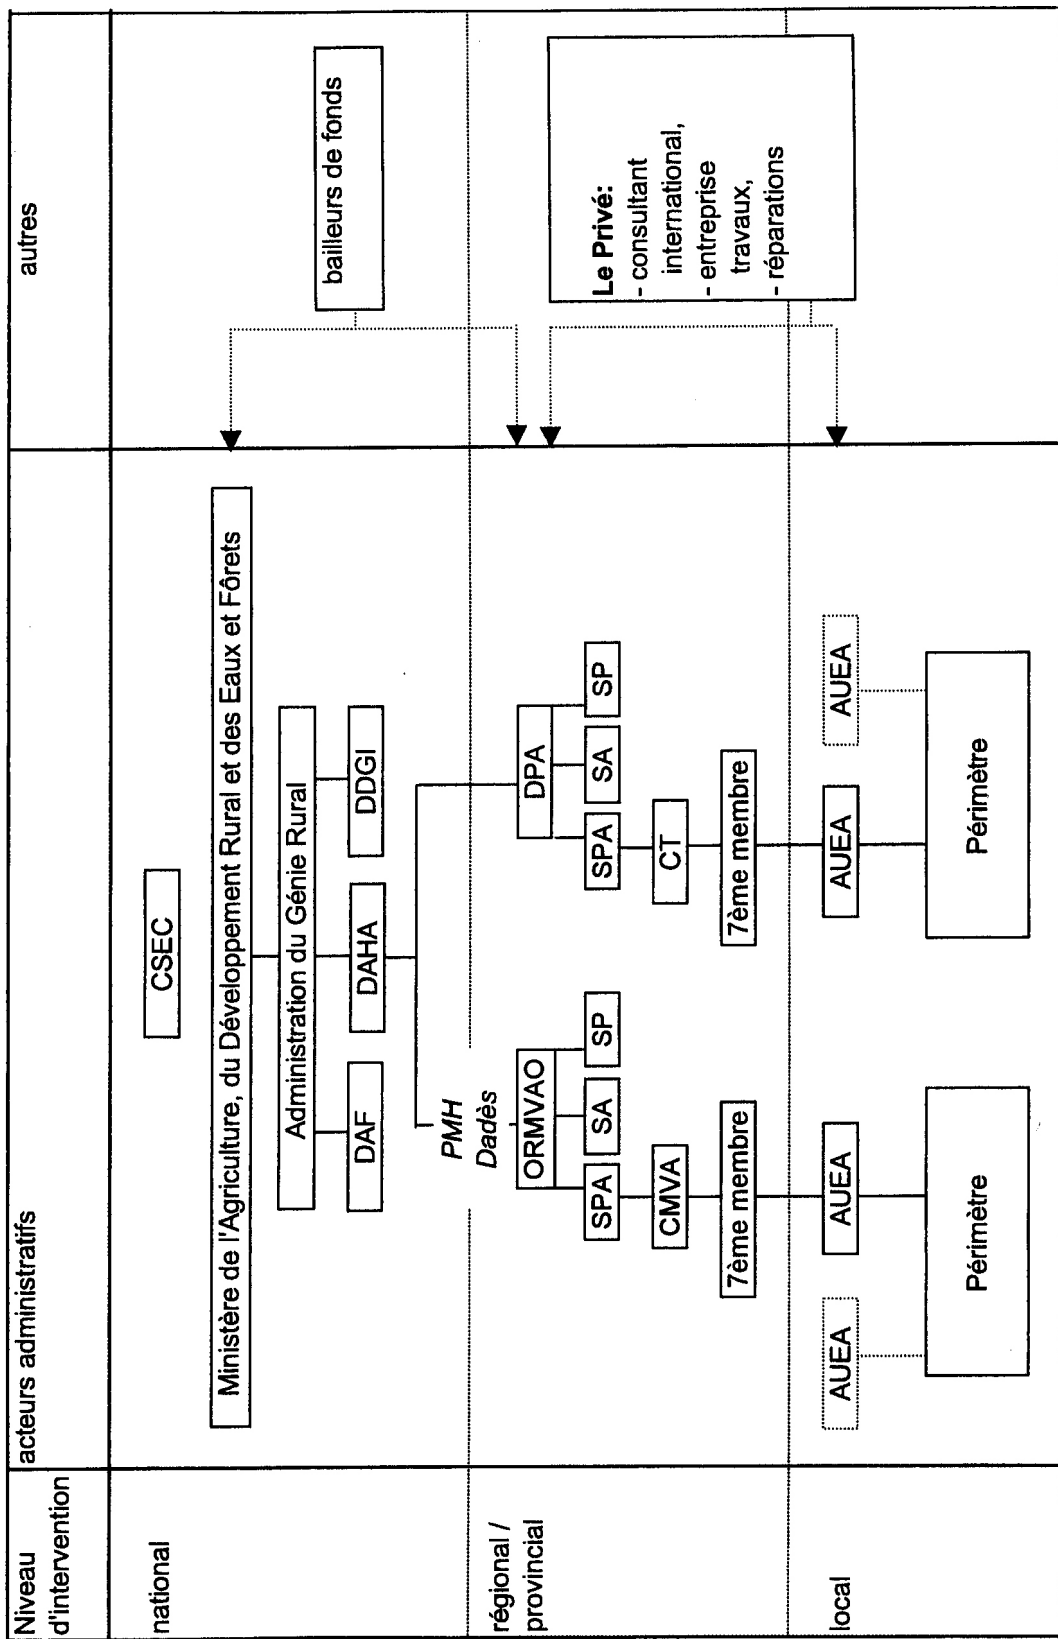 Niveau
d'intervention
acteurs administratifs
autres
national
CSEC
Ministère de l'Agriculture, du Développement Rural et des Eaux et Fôrets
Administration du Génie Rural
DAF
DAHA
DDGI
bailleurs de fonds
PMH
Dadès
régional /
provincial
ORMVAO
DPA
SPA
SA
SP
SPA
SA
SP
CMVA
CT
7ème membre
7ème membre
Le Privé:
- consultant
international,
- entreprise
travaux,
- réparations
local
AUEA
AUEA
AUEA
AUEA
Périmètre
Périmètre